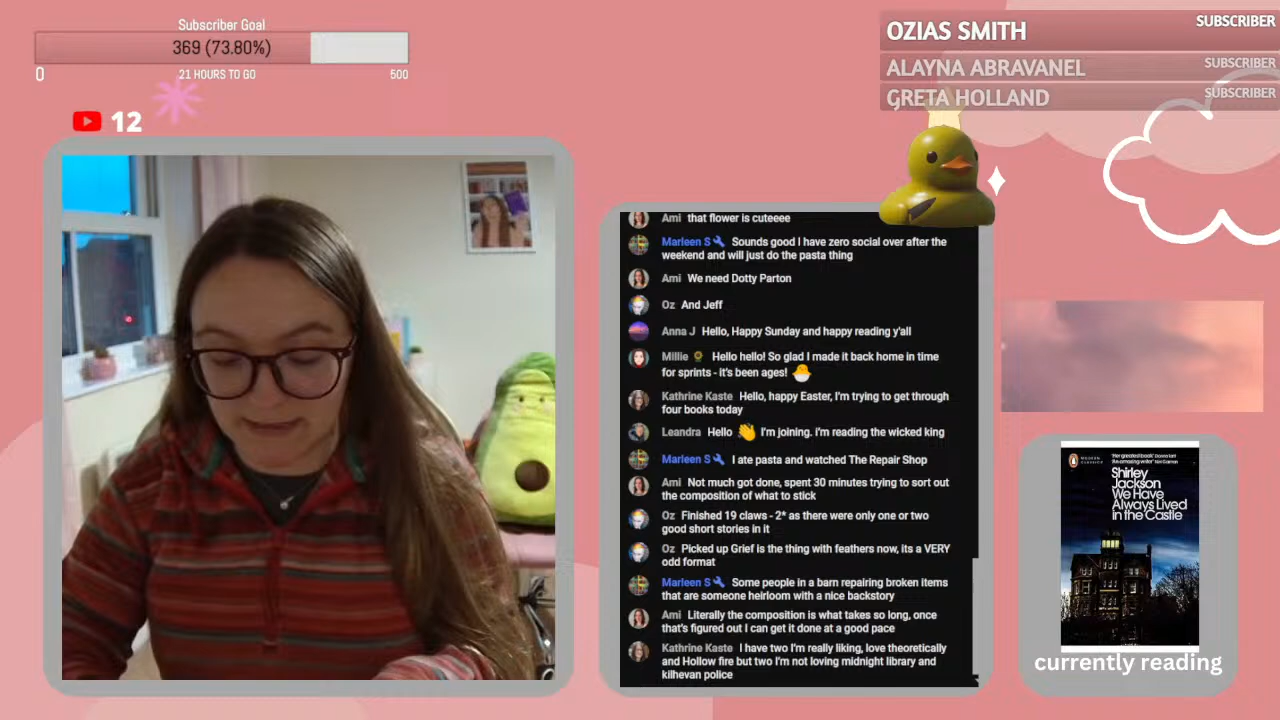 Subscriber Goal
369 (73.80%)
0 21 HOURS TO GO 500
12
OZIAS SMITH SUBSCRIBER
ALAYNA ABRAVANEL SUBSCRIBER
GRETA HOLLAND SUBSCRIBER
Ami that flower is cuteeee
Marleen S Sounds good I have zero social over after the
weekend and will just do the pasta thing
Ami We need Dotty Parton
Oz And Jeff
Anna J Hello, Happy Sunday and happy reading y'all
Millie Hello hello! So glad I made it back home in time
for sprints - it's been ages!
Kathrine Kaste Hello, happy Easter, I'm trying to get through
four books today
Leandra Hello I'm joining. i'm reading the wicked king
Marleen S I ate pasta and watched The Repair Shop
Ami Not much got done, spent 30 minutes trying to sort out
the composition of what to stick
Oz Finished 19 claws - 2* as there were only one or two
good short stories in it
Oz Picked up Grief is the thing with feathers now, its a VERY
odd format
Marleen S Some people in a barn repairing broken items
that are someone heirloom with a nice backstory
Ami Literally the composition is what takes so long, once
that's figured out I can get it done at a good pace
Kathrine Kaste I have two I'm really liking, love theoretically
and Hollow fire but two I'm not loving midnight library and
kilhevan police
Shirley
Jackson
We Have
Always Lived
in the Castle
currently reading